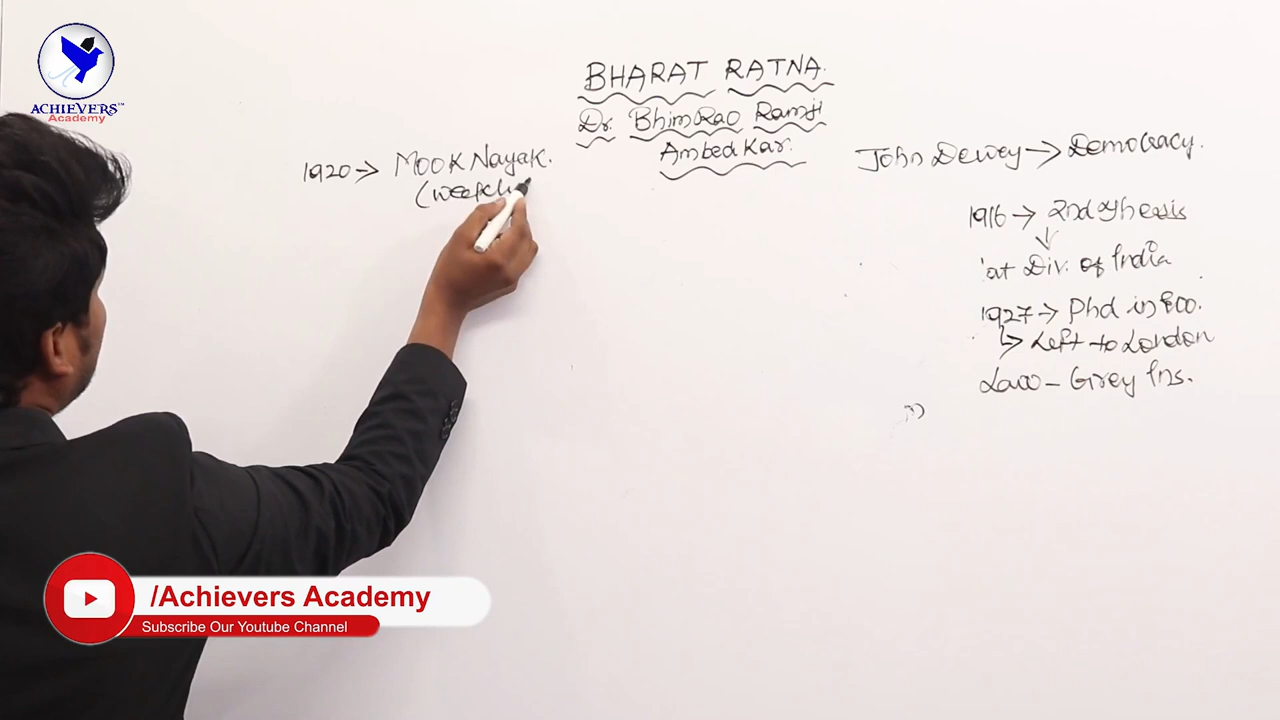 ACHIEVERS™
Academy
BHARAT RATNA.
Dr. BhimRao Ramji
AmbedKar.
1920 → MooK NayaK.
(weekl
John Dewey → Democracy.
1916 → 2nd thesis
at Div. of India
1927 → Phd in Eco.
↳ Left to London
Law - Grey Ins.
/Achievers Academy
Subscribe Our Youtube Channel